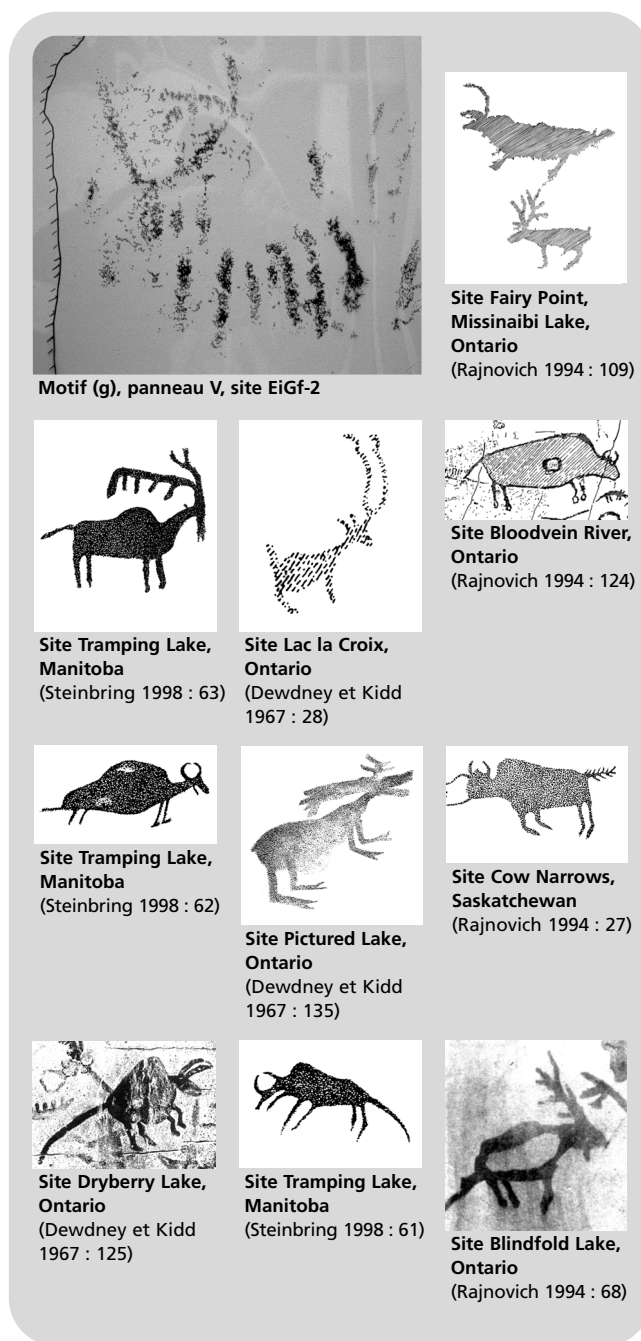 Motif (g), panneau V, site EiGf-2
Site Fairy Point,
Missinaibi Lake,
Ontario
(Rajnovich 1994 : 109)
Site Tramping Lake,
Manitoba
(Steinbring 1998 : 63)
Site Lac la Croix,
Ontario
(Dewdney et Kidd
1967 : 28)
Site Bloodvein River,
Ontario
(Rajnovich 1994 : 124)
Site Tramping Lake,
Manitoba
(Steinbring 1998 : 62)
Site Pictured Lake,
Ontario
(Dewdney et Kidd
1967 : 135)
Site Cow Narrows,
Saskatchewan
(Rajnovich 1994 : 27)
Site Dryberry Lake,
Ontario
(Dewdney et Kidd
1967 : 125)
Site Tramping Lake,
Manitoba
(Steinbring 1998 : 61)
Site Blindfold Lake,
Ontario
(Rajnovich 1994 : 68)